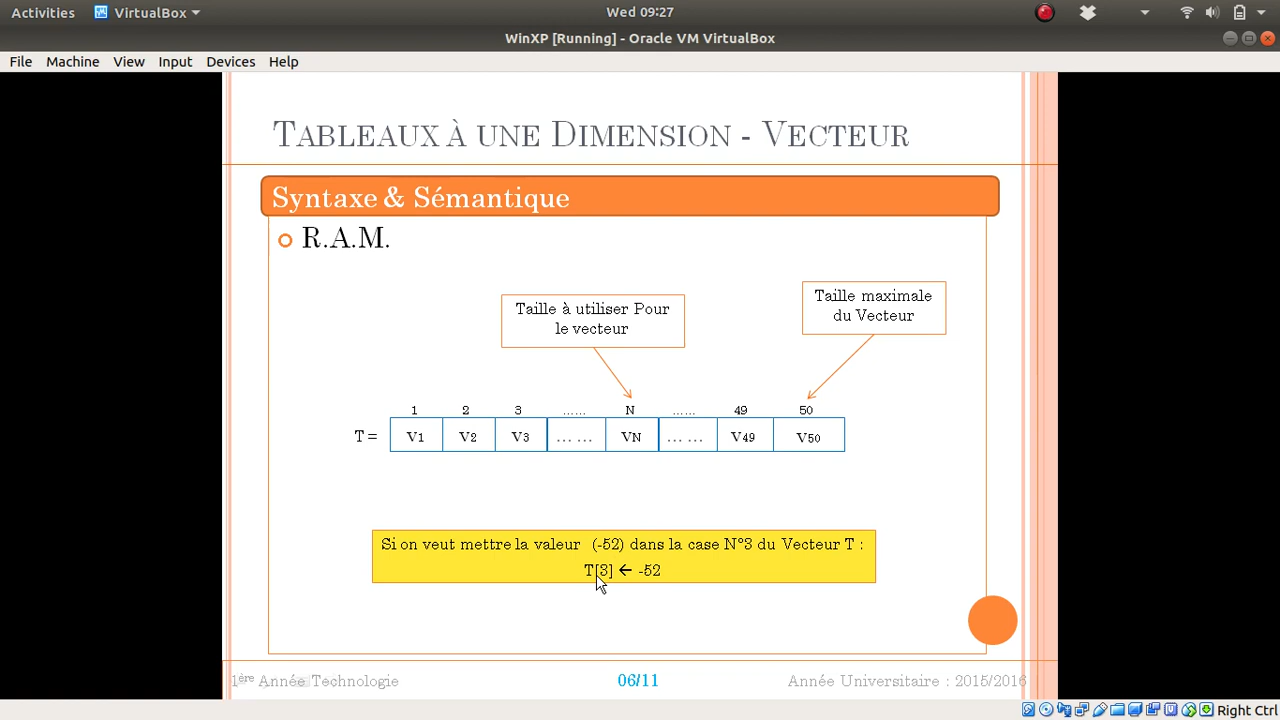 Activities VirtualBox Wed 09:27
WinXP [Running] - Oracle VM VirtualBox
File Machine View Input Devices Help
TABLEAUX À UNE DIMENSION - VECTEUR
Syntaxe & Sémantique
R.A.M.
Taille à utiliser Pour
le vecteur
Taille maximale
du Vecteur
1 2 3 ...... N ...... 49 50
T = V1 V2 V3 ... ... VN ... ... V49 V50
Si on veut mettre la valeur (-52) dans la case N°3 du Vecteur T :
T[3] ← -52
1ère Année Technologie 06/11 Année Universitaire : 2015/2016
Right Ctrl